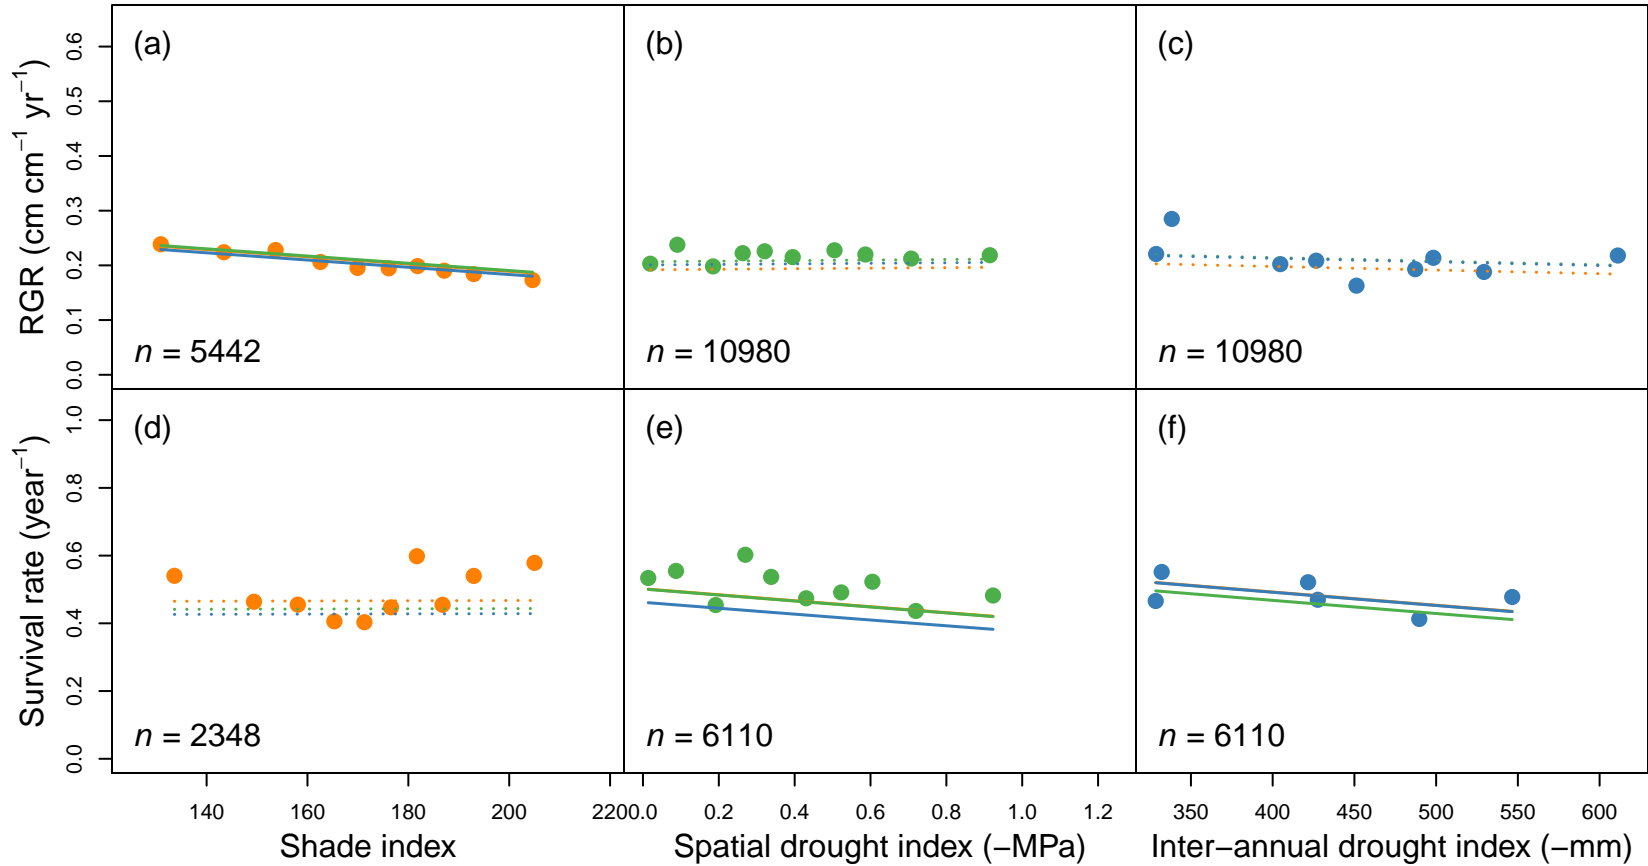 (a) (b) (c)
RGR (cm cm⁻¹ yr⁻¹)
0.6
0.5
0.4
0.3
0.2
0.1
0.0
n = 5442 n = 10980 n = 10980
(d) (e) (f)
Survival rate (year⁻¹)
1.0
0.8
0.6
0.4
0.2
0.0
n = 2348 n = 6110 n = 6110
140 160 180 200 220 0.0 0.2 0.4 0.6 0.8 1.0 1.2 350 400 450 500 550 600
Shade index Spatial drought index (−MPa) Inter−annual drought index (−mm)